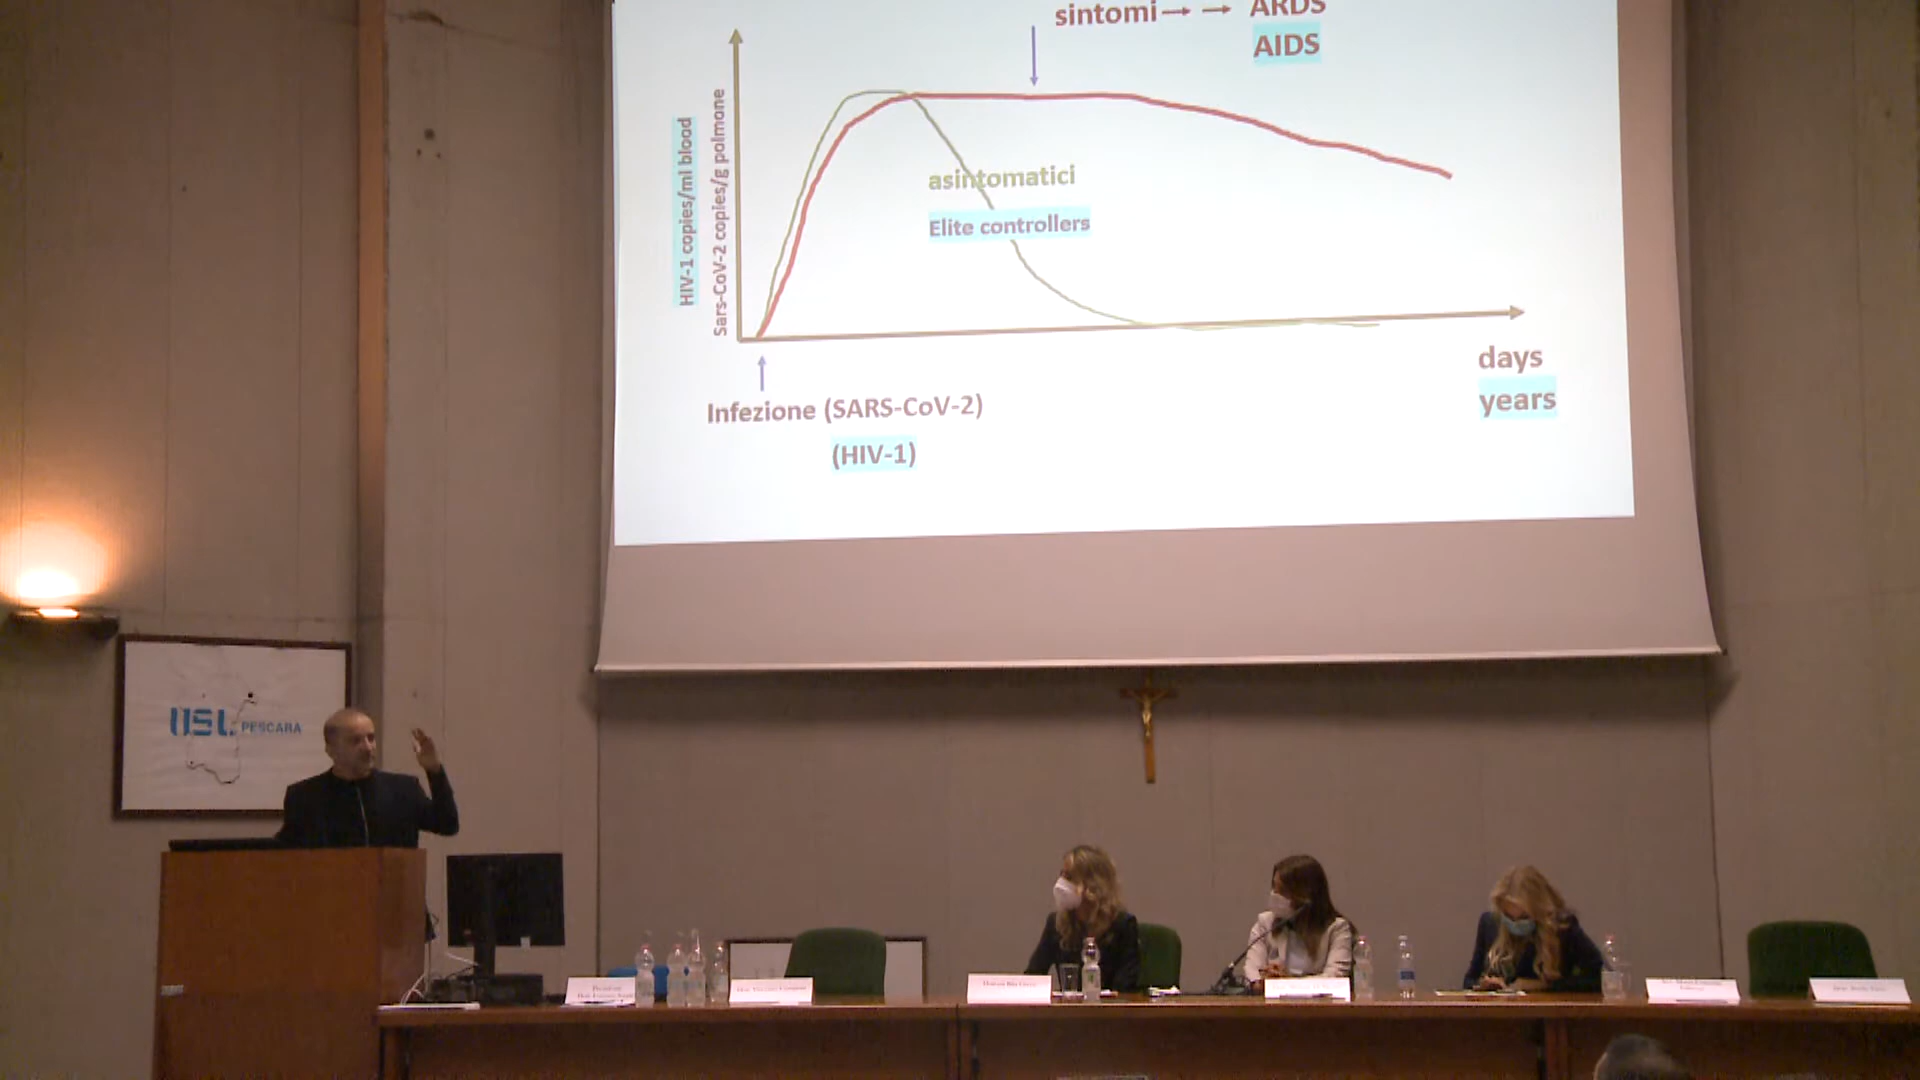 sintomi→ → ARDS
AIDS
HIV-1 copies/ml blood
Sars-CoV-2 copies/g polmone
asintomatici
Elite controllers
days
years
Infezione (SARS-CoV-2)
(HIV-1)
USL PESCARA